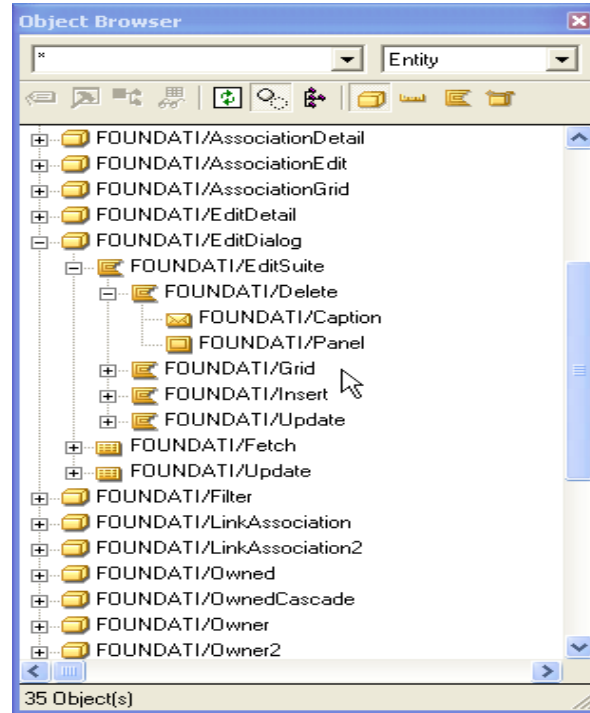 Object Browser
* Entity
FOUNDATI/AssociationDetail
FOUNDATI/AssociationEdit
FOUNDATI/AssociationGrid
FOUNDATI/EditDetail
FOUNDATI/EditDialog
FOUNDATI/EditSuite
FOUNDATI/Delete
FOUNDATI/Caption
FOUNDATI/Panel
FOUNDATI/Grid
FOUNDATI/Insert
FOUNDATI/Update
FOUNDATI/Fetch
FOUNDATI/Update
FOUNDATI/Filter
FOUNDATI/LinkAssociation
FOUNDATI/LinkAssociation2
FOUNDATI/Owned
FOUNDATI/OwnedCascade
FOUNDATI/Owner
FOUNDATI/Owner2
35 Object(s)